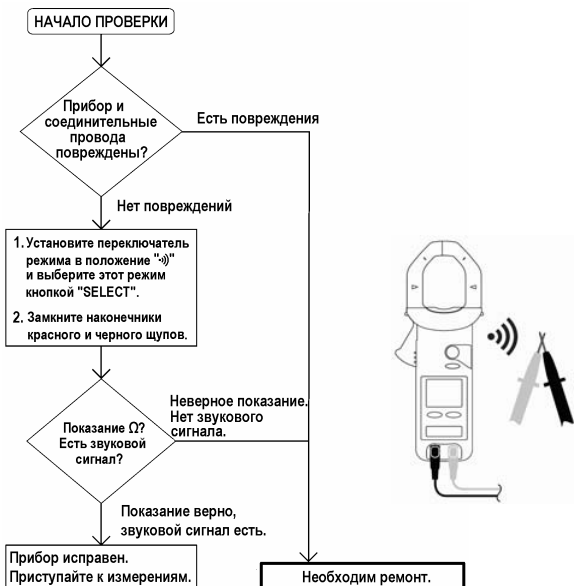 НАЧАЛО ПРОВЕРКИ
Прибор и
соединительные
провода
повреждены?
Есть повреждения
Нет повреждений
1. Установите переключатель
режима в положение "•))"
и выберите этот режим
кнопкой "SELECT".
2. Замкните наконечники
красного и черного щупов.
Неверное показание.
Нет звукового
сигнала.
Показание Ω?
Есть звуковой
сигнал?
Показание верно,
звуковой сигнал есть.
Прибор исправен.
Приступайте к измерениям.
Необходим ремонт.